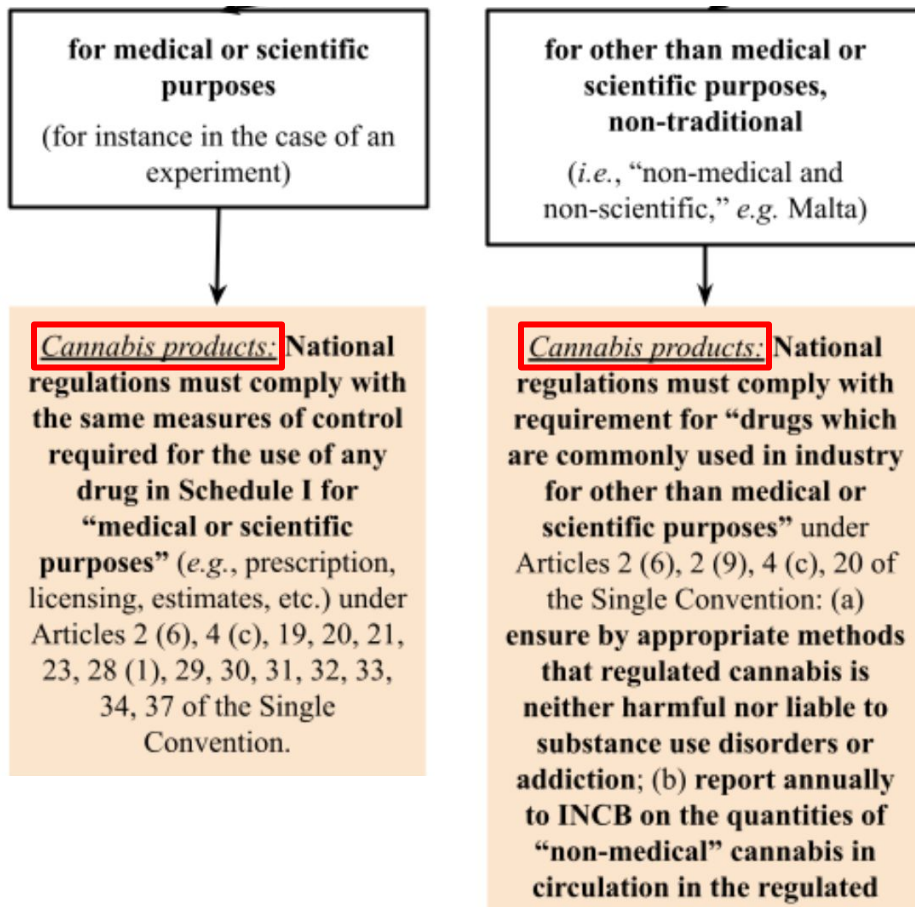 for medical or scientific
purposes
(for instance in the case of an
experiment)
for other than medical or
scientific purposes,
non-traditional
(i.e., “non-medical and
non-scientific,” e.g. Malta)
Cannabis products: National
regulations must comply with
the same measures of control
required for the use of any
drug in Schedule I for
“medical or scientific
purposes” (e.g., prescription,
licensing, estimates, etc.) under
Articles 2 (6), 4 (c), 19, 20, 21,
23, 28 (1), 29, 30, 31, 32, 33,
34, 37 of the Single
Convention.
Cannabis products: National
regulations must comply with
requirement for “drugs which
are commonly used in industry
for other than medical or
scientific purposes” under
Articles 2 (6), 2 (9), 4 (c), 20 of
the Single Convention: (a)
ensure by appropriate methods
that regulated cannabis is
neither harmful nor liable to
substance use disorders or
addiction; (b) report annually
to INCB on the quantities of
“non-medical” cannabis in
circulation in the regulated